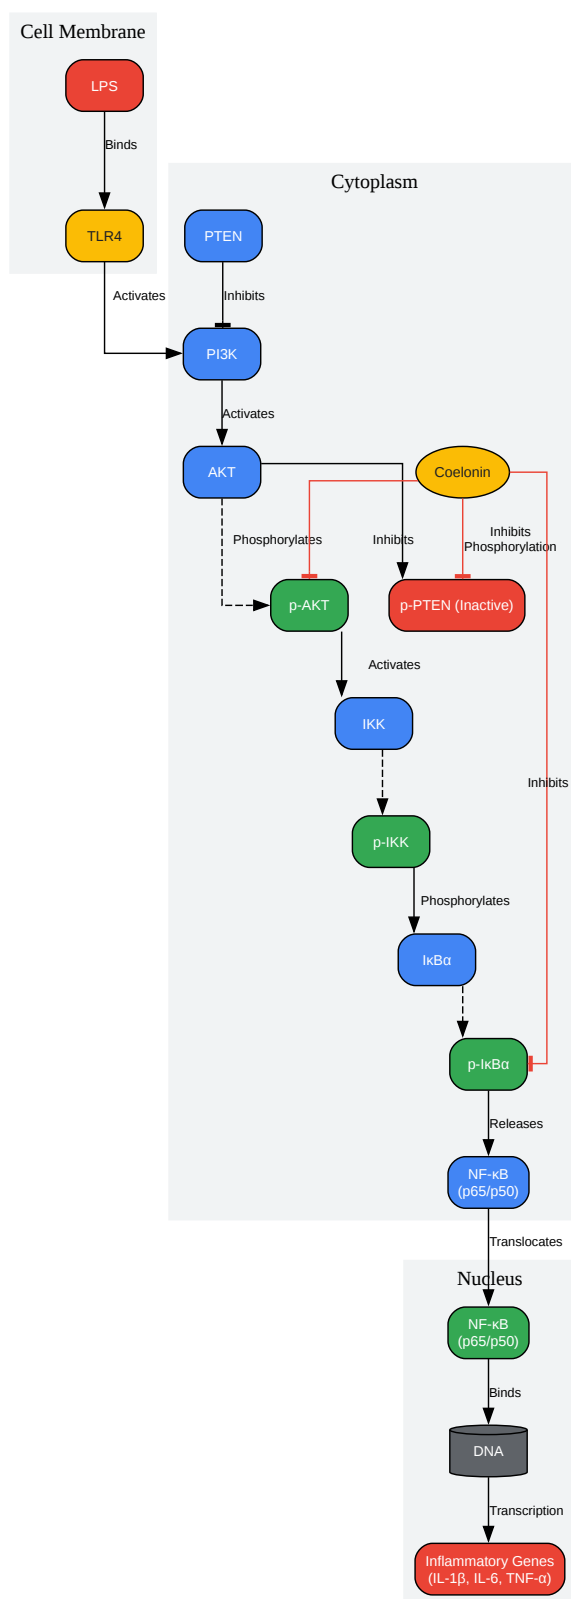 Cell Membrane
LPS
Binds
TLR4
Activates
Cytoplasm
PTEN
Inhibits
PI3K
Activates
AKT
Coelonin
Phosphorylates
Inhibits
Inhibits
Phosphorylation
p-AKT
p-PTEN (Inactive)
Activates
IKK
Inhibits
p-IKK
Phosphorylates
IκBα
p-IκBα
Releases
NF-κB
(p65/p50)
Translocates
Nucleus
NF-κB
(p65/p50)
Binds
DNA
Transcription
Inflammatory Genes
(IL-1β, IL-6, TNF-α)